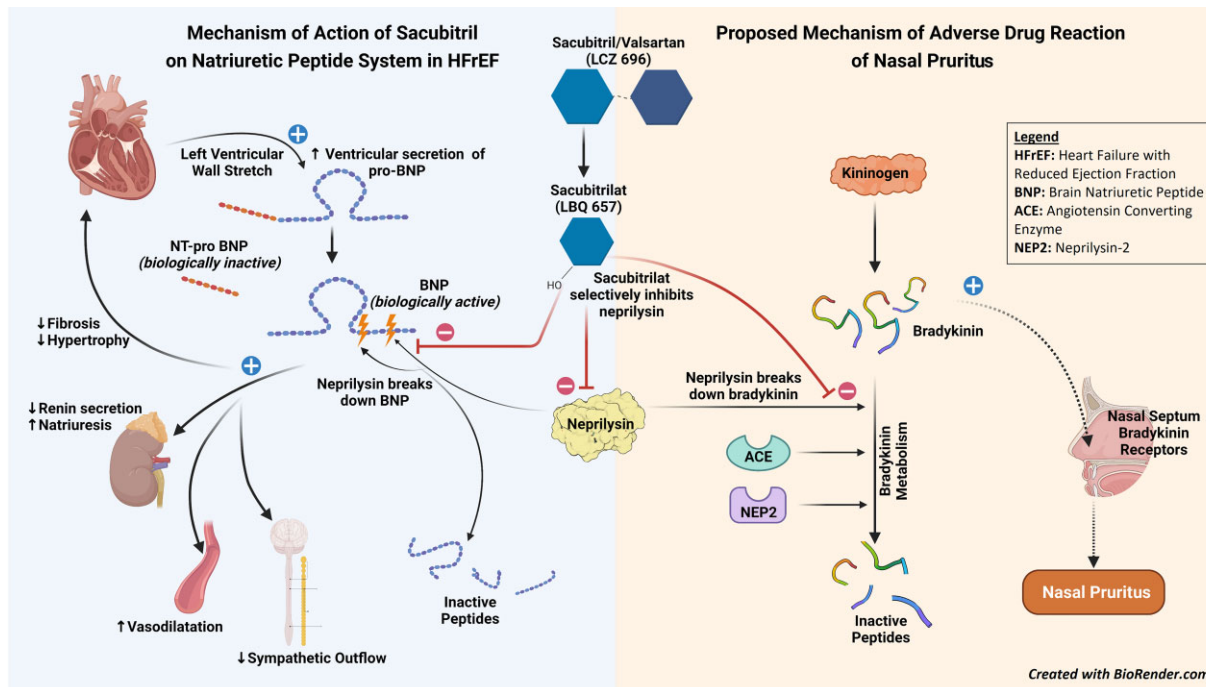 Mechanism of Action of Sacubitril
on Natriuretic Peptide System in HFrEF
Left Ventricular
Wall Stretch
↑ Ventricular secretion of
pro-BNP
NT-pro BNP
(biologically inactive)
BNP
(biologically active)
↓Fibrosis
↓Hypertrophy
Neprilysin breaks
down BNP
↓Renin secretion
↑Natriuresis
↑Vasodilatation
↓Sympathetic Outflow
Inactive
Peptides
Sacubitril/Valsartan
(LCZ 696)
Sacubitrilat
(LBQ 657)
HO
Sacubitrilat
selectively inhibits
neprilysin
Neprilysin
Proposed Mechanism of Adverse Drug Reaction
of Nasal Pruritus
Legend
HFrEF: Heart Failure with
Reduced Ejection Fraction
BNP: Brain Natriuretic Peptide
ACE: Angiotensin Converting
Enzyme
NEP2: Neprilysin-2
Kininogen
Bradykinin
Neprilysin breaks
down bradykinin
ACE
NEP2
Bradykinin
Metabolism
Inactive
Peptides
Nasal Septum
Bradykinin
Receptors
Nasal Pruritus
Created with BioRender.com